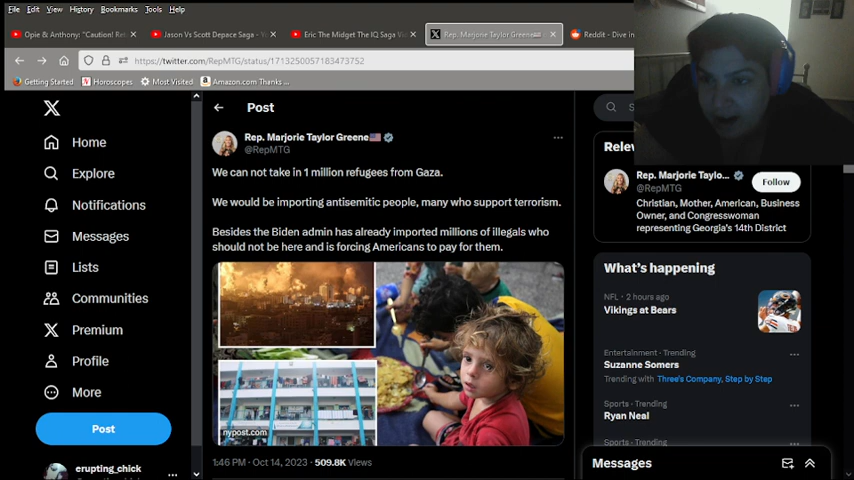 File Edit View History Bookmarks Tools Help
Opie & Anthony: "Caution! Ret
Jason Vs Scott Depace Saga - Y
Eric The Midget The IQ Saga Vi
Rep. Marjorie Taylor Greene
Reddit - Dive in
https://twitter.com/RepMTG/status/1713250057183473752
Getting Started Horoscopes Most Visited Amazon.com Thanks ...
Home
Explore
Notifications
Messages
Lists
Communities
Premium
Profile
More
Post
erupting_chick
Post
Rep. Marjorie Taylor Greene🇺🇸
@RepMTG
We can not take in 1 million refugees from Gaza.
We would be importing antisemitic people, many who support terrorism.
Besides the Biden admin has already imported millions of illegals who
should not be here and is forcing Americans to pay for them.
nypost.com
1:46 PM · Oct 14, 2023 · 509.8K Views
S
Relev
Rep. Marjorie Taylo...
@RepMTG
Follow
Christian, Mother, American, Business
Owner, and Congresswoman
representing Georgia's 14th District
What's happening
NFL · 2 hours ago
Vikings at Bears
Entertainment · Trending
Suzanne Somers
Trending with Three's Company, Step by Step
Sports · Trending
Ryan Neal
Sports · Trending
Messages